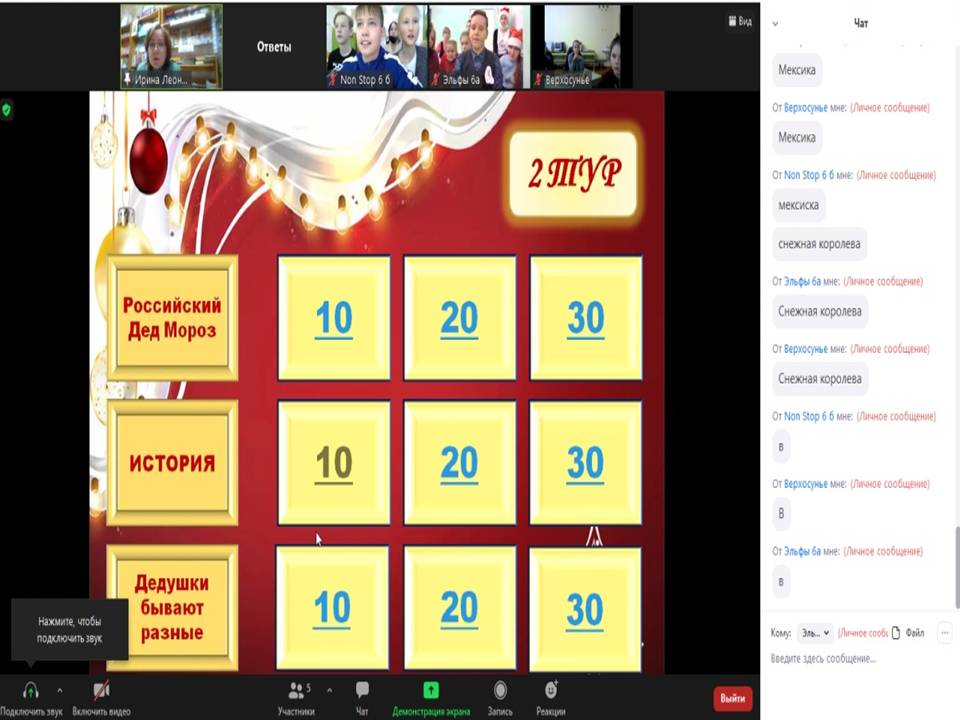 Вид
Ответы
Ирина Леон...
Non Stop 6 б
Эльфы 6а
Верхосунье
2 ТУР
Российский
Дед Мороз
10
20
30
ИСТОРИЯ
10
20
30
Дедушки
бывают
разные
10
20
30
Нажмите, чтобы
подключить звук
Подключить звук
Включить видео
Участники
5
Чат
Демонстрация экрана
Запись
Реакции
Выйти
Чат
Мексика
От Верхосунье мне: (Личное сообщение)
Мексика
От Non Stop 6 б мне: (Личное сообщение)
мексиска
снежная королева
От Эльфы 6а мне: (Личное сообщение)
Снежная королева
От Верхосунье мне: (Личное сообщение)
Снежная королева
От Non Stop 6 б мне: (Личное сообщение)
в
От Верхосунье мне: (Личное сообщение)
В
От Эльфы 6а мне: (Личное сообщение)
в
Кому: Эль... (Личное сообщ Файл ...
Введите здесь сообщение...